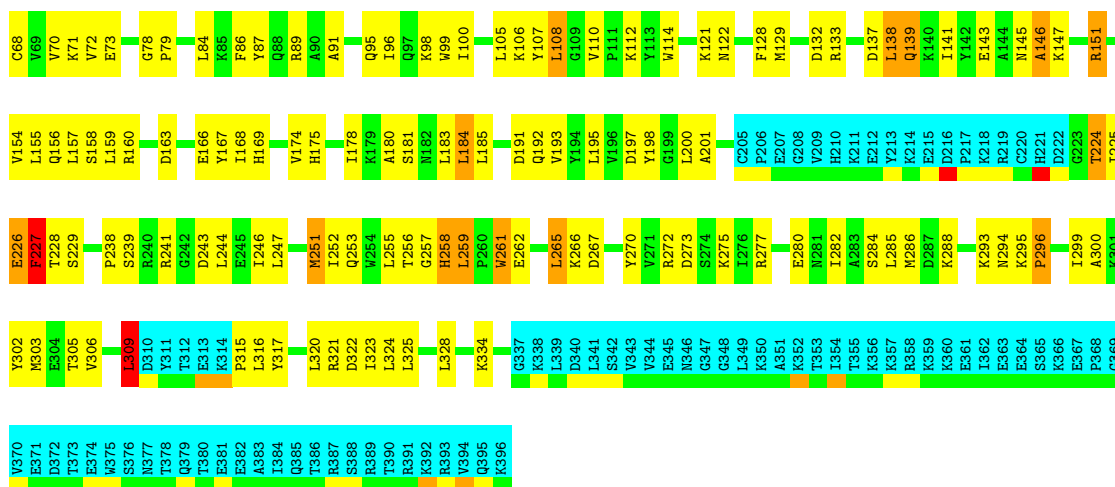 C68 V69 V70 K71 V72 E73 G78 P79 L84 K85 F86 Y87 Q88 R89 A90 A91 Q95 I96 Q97 K98 W99 I100 L105 K106 Y107 L108 G109 V110 P111 K112 Y113 W114 K121 N122 F128 M129 D132 R133 D137 L138 Q139 K140 I141 Y142 E143 A144 N145 A146 K147 R151
V154 L155 Q156 L157 S158 L159 R160 D163 E166 Y167 I168 H169 V174 H175 I178 K179 A180 S181 N182 L183 L184 L185 D191 Q192 V193 Y194 L195 V196 D197 Y198 G199 L200 A201 C205 P206 E207 G208 V209 H210 K211 E212 Y213 K214 E215 D216 P217 K218 R219 C220 H221 D222 G223 T224 I225
E226 F227 T228 S229 P238 S239 R240 R241 G242 D243 L244 E245 I246 L247 M251 I252 Q253 W254 L255 T256 G257 H258 L259 P260 W261 E262 L265 K266 D267 Y270 V271 R272 D273 S274 K275 I276 R277 E280 N281 I282 A283 S284 L285 M286 D287 K288 K293 N294 K295 P296 I299 A300 K301
Y302 M303 E304 T305 V306 L309 D310 Y311 T312 E313 K314 P315 L316 Y317 L320 R321 D322 I323 L324 L325 L328 K334 G337 K338 L339 D340 L341 S342 V343 V344 E345 N346 G347 G348 L349 K350 A351 K352 T353 I354 T355 K356 K357 R358 K359 K360 E361 I362 E363 E364 S365 K366 E367 P368 G369
V370 E371 D372 T373 E374 W375 S376 N377 T378 Q379 T380 E381 E382 A383 I384 Q385 T386 R387 S388 R389 T390 R391 K392 R393 V394 Q395 K396